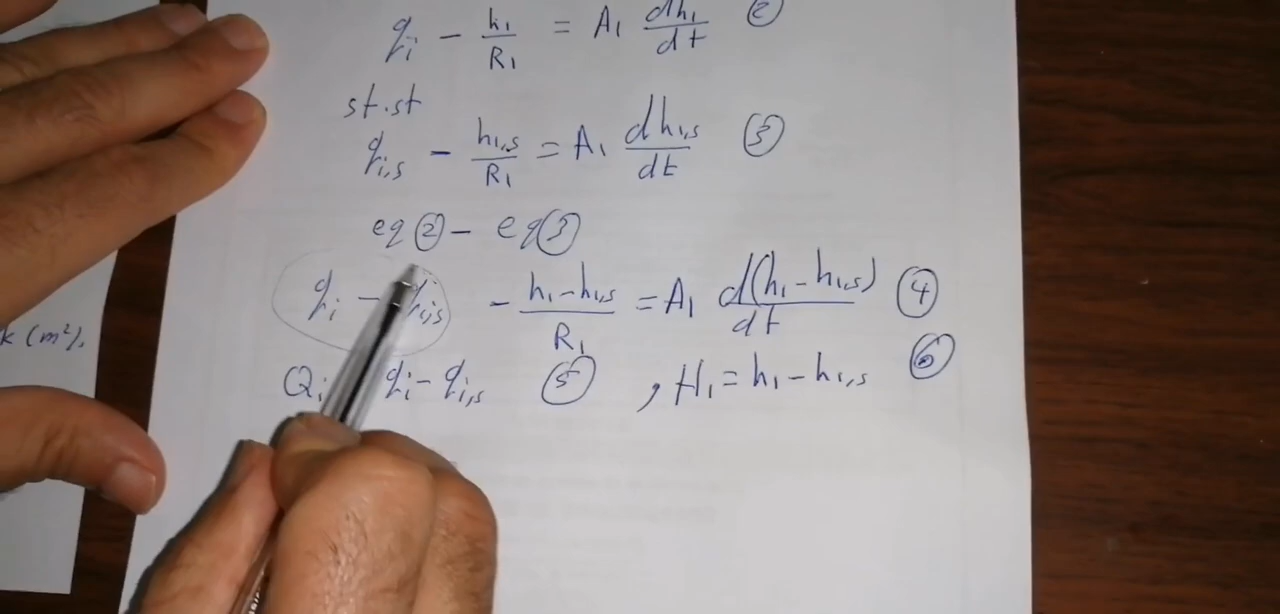 qi - h1/R1 = A1 dh1/dt ②
st.st
qi,s - h1,s/R1 = A1 dh1,s/dt ③
eq ② - eq ③
qi - qi,s - h1-h1,s/R1 = A1 d(h1-h1,s)/dt ④
k (m²),
Qi qi - qi,s ⑤ , H1 = h1 - h1,s ⑥